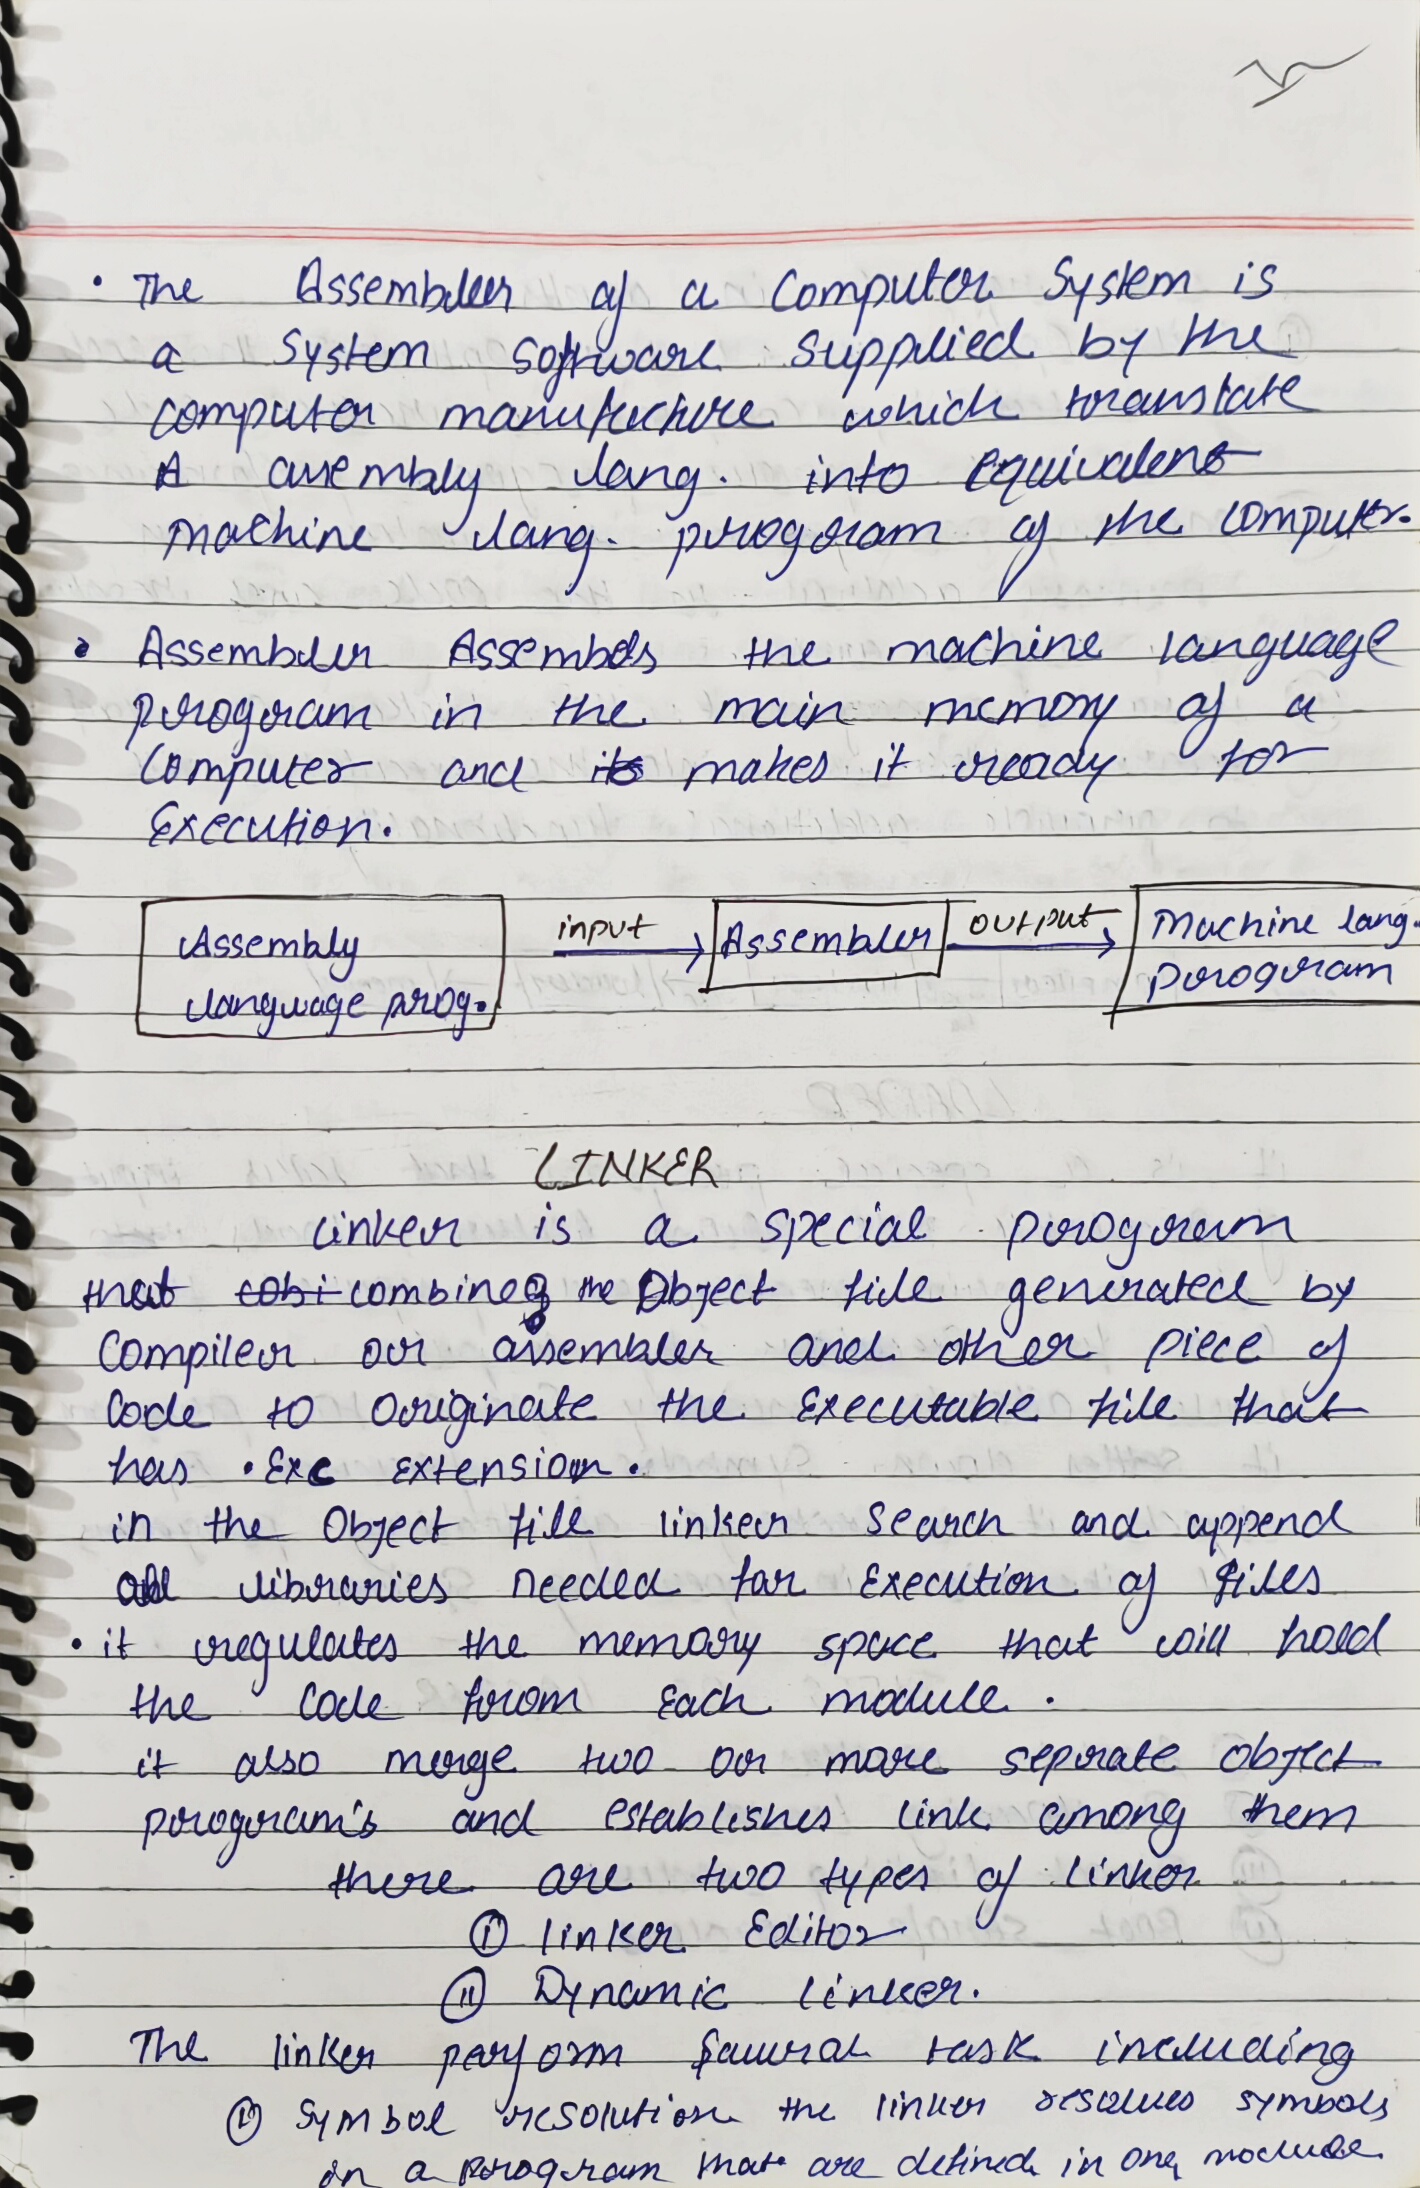 • The Assembler of a Computer System is
a System Software Supplied by the
computer manufucture which translate
A assembly lang. into equivalent
machine lang. program of the computer.
• Assembler Assembels the machine language
program in the main memory of a
Computer and its makes it ready for
Execution.
Assembly language prog. input → Assembler output → Machine lang. program
LINKER
linker is a special program
that cobi combines the Object file generated by
Compiler or assembler and other piece of
Code to originate the Executable file that
has .Exe extension.
in the Object file linker Search and append
all libraries needed for execution of files
• it regulates the memory space that will hold
the Code from Each module.
it also merge two or more seprate object
program's and establishes link among them
there are two types of linker
(i) linker Editor
(ii) Dynamic linker.
The linker perform task including
(i) Symbol resolution the linker resolves symbols
in a program that are defined in one module